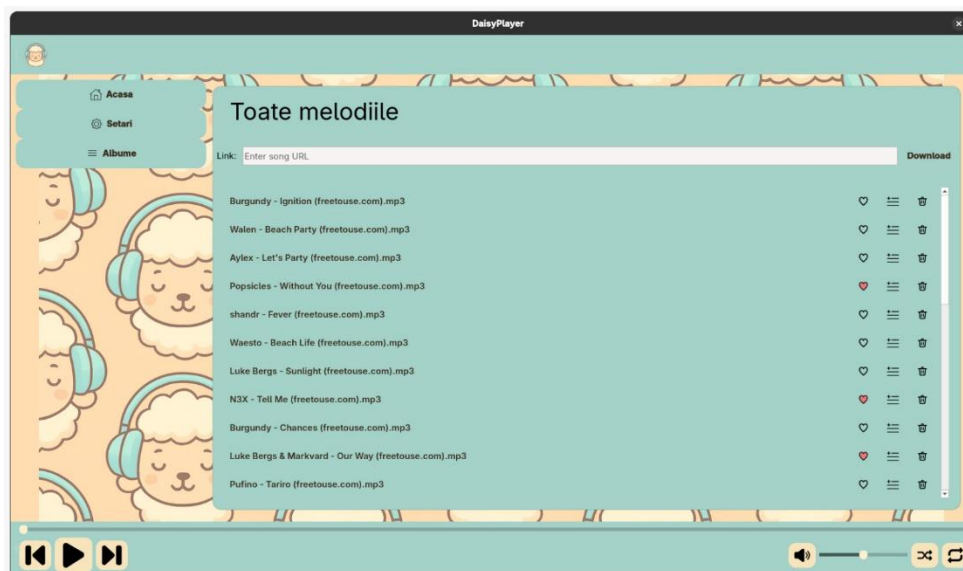 DaisyPlayer
Acasa
Setari
Albume
Toate melodiile
Link: Enter song URL Download
Burgundy - Ignition (freetouse.com).mp3
Walen - Beach Party (freetouse.com).mp3
Aylex - Let's Party (freetouse.com).mp3
Popsicles - Without You (freetouse.com).mp3
shandr - Fever (freetouse.com).mp3
Waesto - Beach Life (freetouse.com).mp3
Luke Bergs - Sunlight (freetouse.com).mp3
N3X - Tell Me (freetouse.com).mp3
Burgundy - Chances (freetouse.com).mp3
Luke Bergs & Markvard - Our Way (freetouse.com).mp3
Pufino - Tariro (freetouse.com).mp3